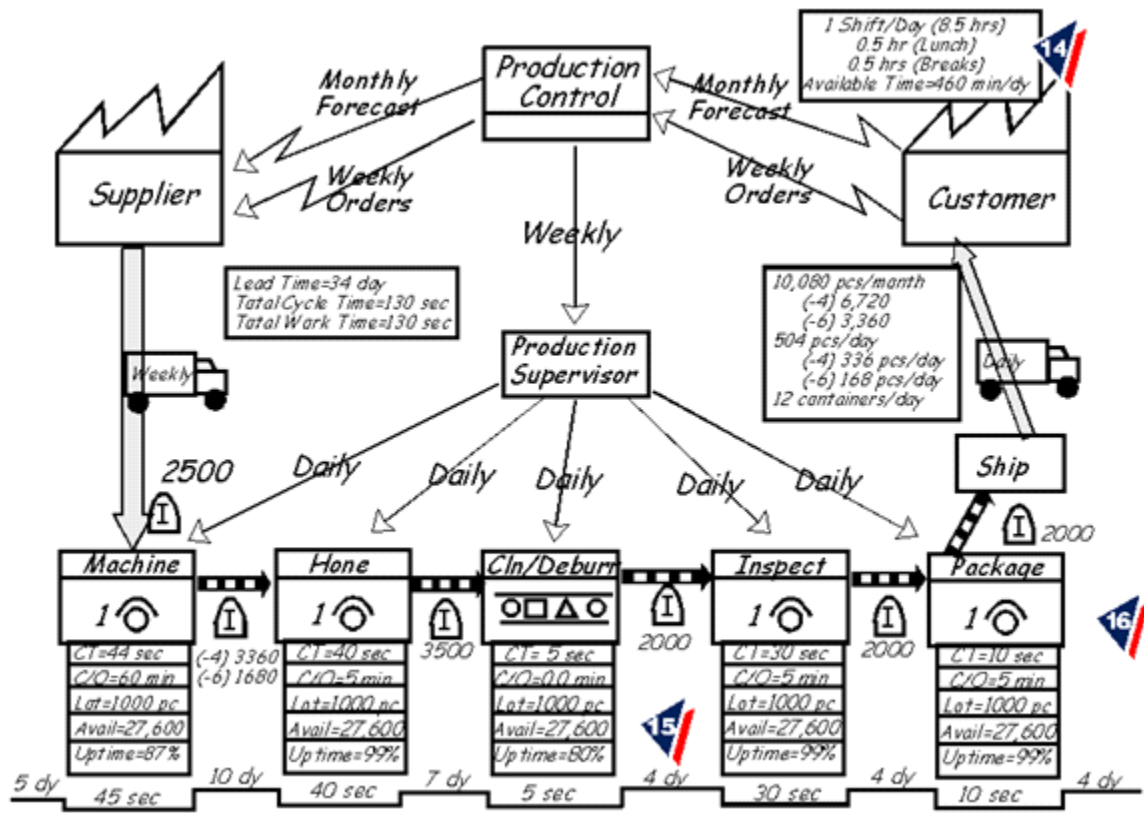 1 Shift/Day (8.5 hrs)
0.5 hr (Lunch)
0.5 hrs (Breaks)
Available Time=460 min/dy
14
Production
Control
Monthly
Forecast
Monthly
Forecast
Supplier
Weekly
Orders
Weekly
Orders
Customer
Weekly
Lead Time=34 day
Tatal Cycle Time=130 sec
Tatal Wark Time=130 sec
10,080 pcs/month
(-4) 6,720
(-6) 3,360
504 pcs/day
(-4) 336 pcs/day
(-6) 168 pcs/day
12 cantainers/day
Production
Supervisor
Weekly
Daily
2500
I
Daily
Daily
Daily
Daily
Daily
Ship
I
2000
Machine
Hone
Cln/Deburr
Inspect
Package
1
I
1
I
I
I
1
1
16
3500
2000
2000
CT=44 sec
C/O=60 min
Lat=1000 pc
Avail=27,600
Uptime=87%
(-4) 3360
(-6) 1680
CT=40 sec
C/O=5 min
Lot=1000 pc
Avail=27,600
Uptime=99%
CT= 5 sec
C/O=0.0 min
Lot=1000 pc
Avail=27,600
Uptime=80%
15
CT=30 sec
C/O=5 min
Lot=1000 pc
Avail=27,600
Uptime=99%
CT=10 sec
C/O=5 min
Lot=1000 pc
Avail=27,600
Uptime=99%
5 dy
45 sec
10 dy
40 sec
7 dy
5 sec
4 dy
30 sec
4 dy
10 sec
4 dy